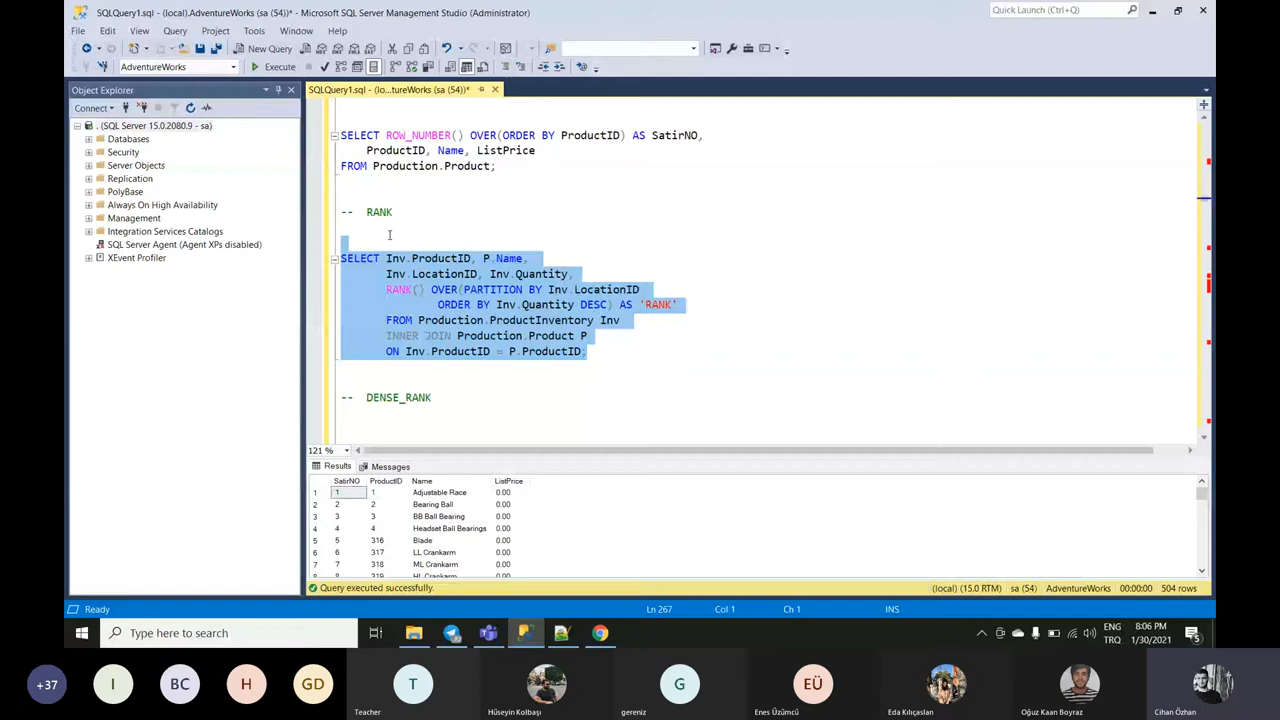 SQLQuery1.sql - (local).AdventureWorks (sa (54))* - Microsoft SQL Server Management Studio (Administrator)
Quick Launch (Ctrl+Q)
File Edit View Query Project Tools Window Help
New Query
AdventureWorks
Execute
Object Explorer
SQLQuery1.sql - (lo...tureWorks (sa (54))*
Connect
. (SQL Server 15.0.2080.9 - sa)
Databases
Security
Server Objects
Replication
PolyBase
Always On High Availability
Management
Integration Services Catalogs
SQL Server Agent (Agent XPs disabled)
XEvent Profiler
SELECT ROW_NUMBER() OVER(ORDER BY ProductID) AS SatirNO,
ProductID, Name, ListPrice
FROM Production.Product;
-- RANK
SELECT Inv.ProductID, P.Name,
Inv.LocationID, Inv.Quantity,
RANK() OVER(PARTITION BY Inv.LocationID
ORDER BY Inv.Quantity DESC) AS 'RANK'
FROM Production.ProductInventory Inv
INNER JOIN Production.Product P
ON Inv.ProductID = P.ProductID;
-- DENSE_RANK
121 %
Results Messages
SatirNO ProductID Name ListPrice
1 1 1 Adjustable Race 0.00
2 2 2 Bearing Ball 0.00
3 3 3 BB Ball Bearing 0.00
4 4 4 Headset Ball Bearings 0.00
5 5 316 Blade 0.00
6 6 317 LL Crankarm 0.00
7 7 318 ML Crankarm 0.00
8 8 319 HL Crankarm 0.00
Query executed successfully.
(local) (15.0 RTM) sa (54) AdventureWorks 00:00:00 504 rows
Ready
Ln 267 Col 1 Ch 1 INS
Type here to search
ENG
TRQ
8:06 PM
1/30/2021
5
+37 I BC H GD T G EÜ
Teacher Hüseyin Kolbaşı gereniz Enes Üzümcü Eda Kılıçaslan Oğuz Kaan Boyraz Cihan Özhan